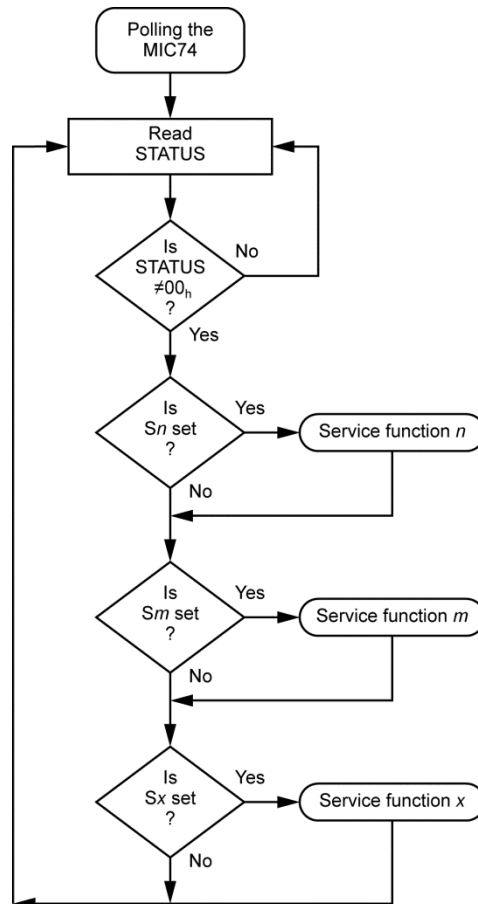 Polling the
MIC74
Read
STATUS
Is
STATUS
≠00h
?
No
Yes
Is
Sn set
?
Yes
Service function n
No
Is
Sm set
?
Yes
Service function m
No
Is
Sx set
?
Yes
Service function x
No